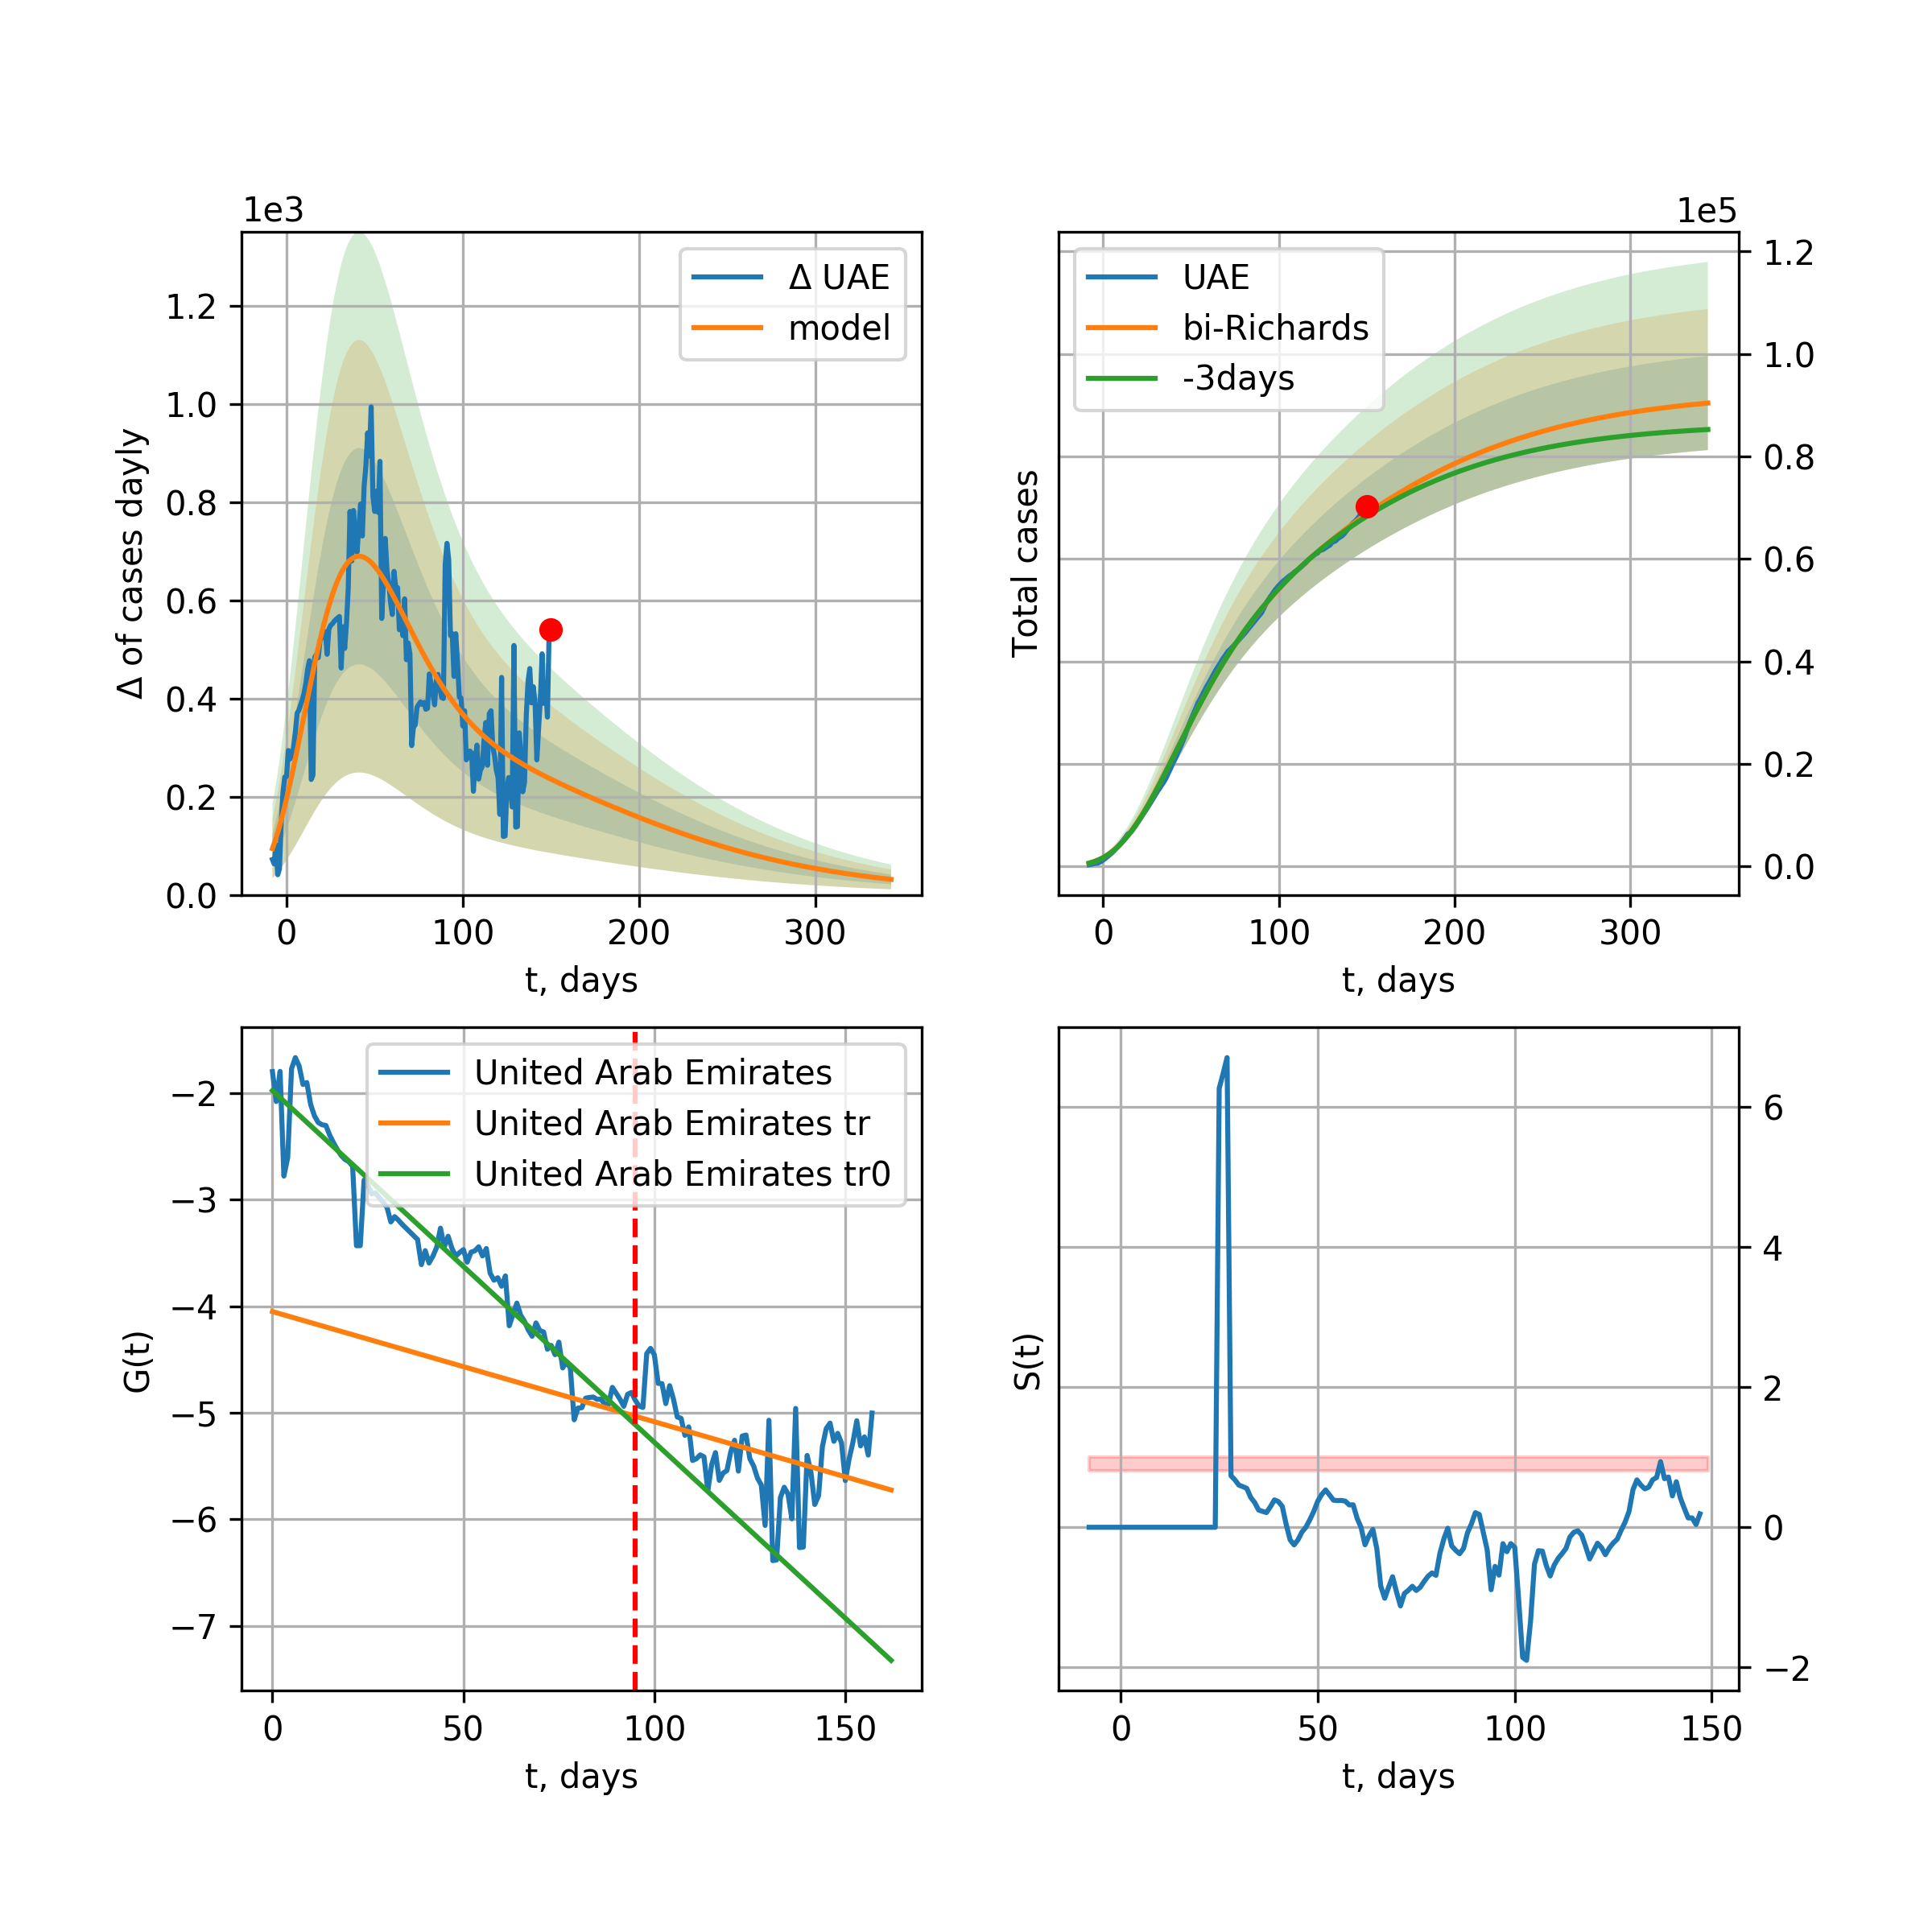 1e3
Δ of cases dayly
1.2
1.0
0.8
0.6
0.4
0.2
0.0
0 100 200 300
t, days
Δ UAE
model
1e5
Total cases
1.2
1.0
0.8
0.6
0.4
0.2
0.0
0 100 200 300
t, days
UAE
bi-Richards
-3days
G(t)
−2
−3
−4
−5
−6
−7
0 50 100 150
t, days
United Arab Emirates
United Arab Emirates tr
United Arab Emirates tr0
S(t)
6
4
2
0
−2
0 50 100 150
t, days